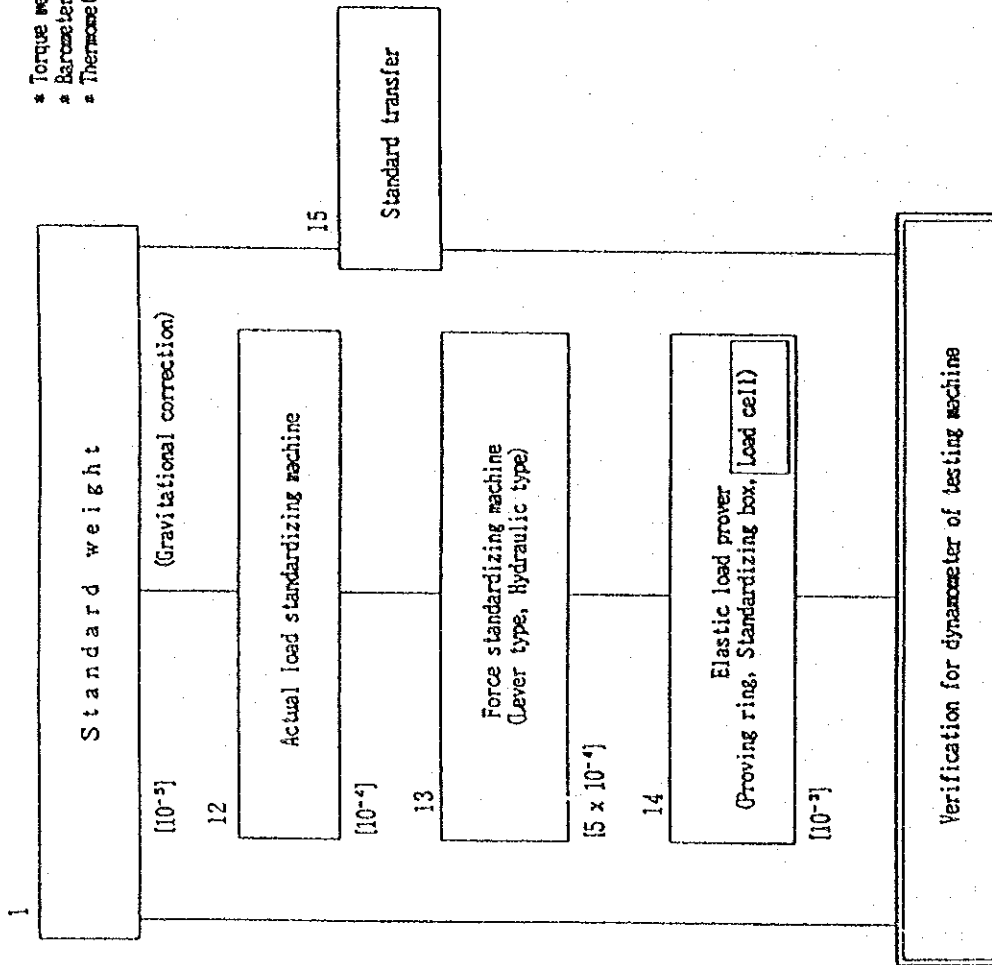 * Torque me
* Barometer
* Thermomet
1
Standard weight
[10⁻⁵]
(Gravitational correction)
12
Actual load standardizing machine
15
Standard transfer
[10⁻⁴]
13
Force standardizing machine
(Lever type, Hydraulic type)
[5 x 10⁻⁴]
14
Elastic load prover
(Proving ring, Standardizing box, Load cell)
[10⁻³]
Verification for dynamometer of testing machine